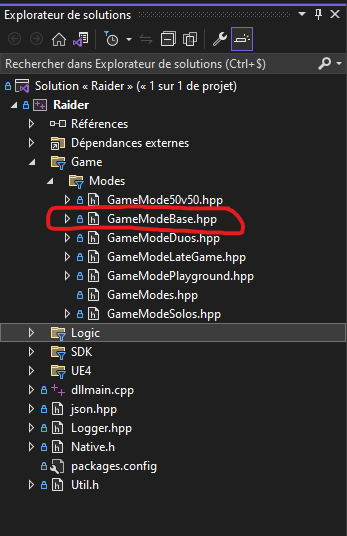 Explorateur de solutions
Rechercher dans Explorateur de solutions (Ctrl+$)
Solution « Raider » (« 1 sur 1 de projet)
Raider
Références
Dépendances externes
Game
Modes
GameMode50v50.hpp
GameModeBase.hpp
GameModeDuos.hpp
GameModeLateGame.hpp
GameModePlayground.hpp
GameModes.hpp
GameModeSolos.hpp
Logic
SDK
UE4
dllmain.cpp
json.hpp
Logger.hpp
Native.h
packages.config
Util.h